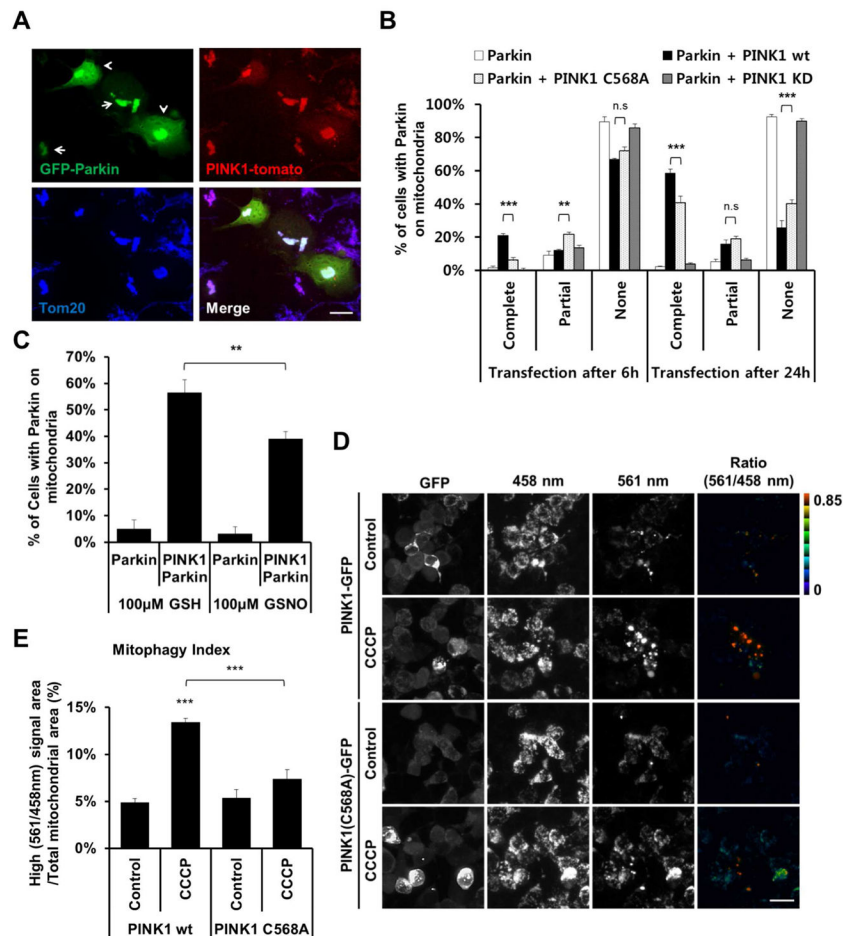 A
GFP-Parkin
PINK1-tomato
Tom20
Merge
B
Parkin
Parkin + PINK1 wt
Parkin + PINK1 C568A
Parkin + PINK1 KD
% of cells with Parkin
on mitochondria
100%
80%
60%
40%
20%
0%
***
**
n.s
***
n.s
***
Complete
Partial
None
Complete
Partial
None
Transfection after 6h
Transfection after 24h
C
% of Cells with Parkin on
mitochondria
70%
60%
50%
40%
30%
20%
10%
0%
**
Parkin
PINK1
Parkin
Parkin
PINK1
Parkin
100μM GSH
100μM GSNO
D
GFP
458 nm
561 nm
Ratio
(561/458 nm)
0.85
0
PINK1-GFP
Control
CCCP
PINK1(C568A)-GFP
Control
CCCP
E
Mitophagy Index
High (561/458nm) signal area
/Total mitochondrial area (%)
15%
10%
5%
0%
***
***
Control
CCCP
Control
CCCP
PINK1 wt
PINK1 C568A